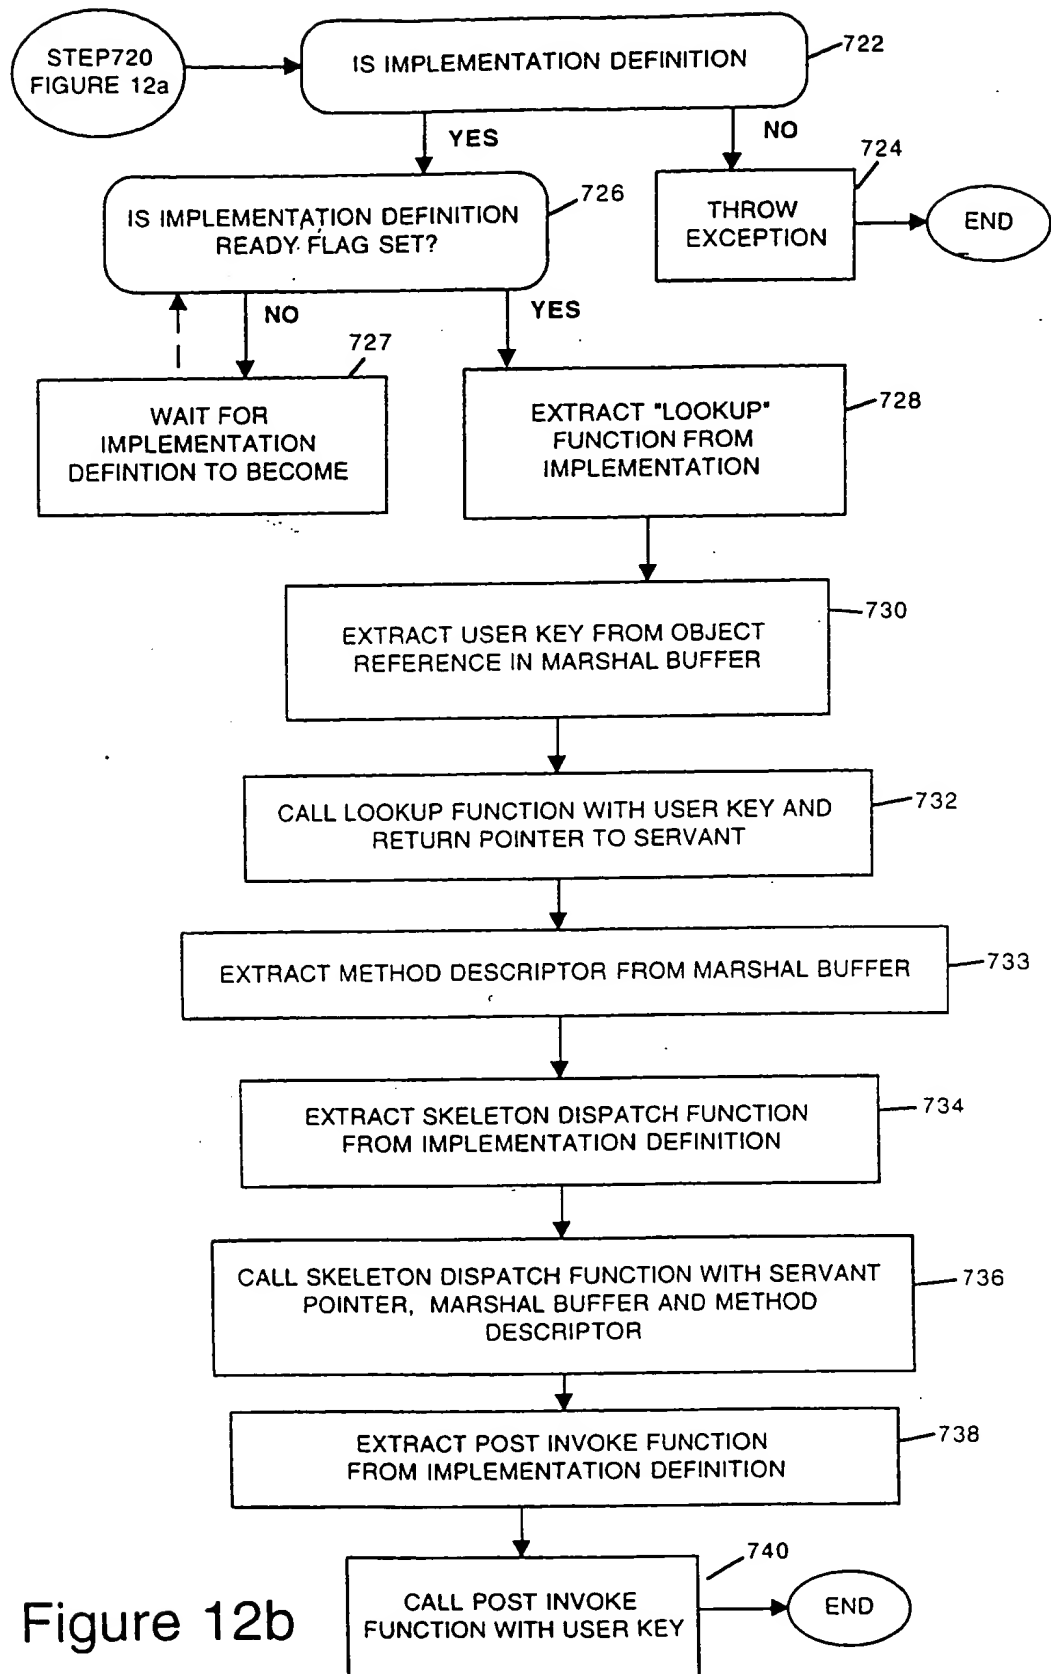 STEP720
FIGURE 12a
IS IMPLEMENTATION DEFINITION
722
YES
NO
724
IS IMPLEMENTATION DEFINITION
READY FLAG SET?
726
THROW
EXCEPTION
END
NO
YES
727
WAIT FOR
IMPLEMENTATION
DEFINTION TO BECOME
EXTRACT "LOOKUP"
FUNCTION FROM
IMPLEMENTATION
728
EXTRACT USER KEY FROM OBJECT
REFERENCE IN MARSHAL BUFFER
730
CALL LOOKUP FUNCTION WITH USER KEY AND
RETURN POINTER TO SERVANT
732
EXTRACT METHOD DESCRIPTOR FROM MARSHAL BUFFER
733
EXTRACT SKELETON DISPATCH FUNCTION
FROM IMPLEMENTATION DEFINITION
734
CALL SKELETON DISPATCH FUNCTION WITH SERVANT
POINTER, MARSHAL BUFFER AND METHOD
DESCRIPTOR
736
EXTRACT POST INVOKE FUNCTION
FROM IMPLEMENTATION DEFINITION
738
740
CALL POST INVOKE
FUNCTION WITH USER KEY
END
Figure 12b